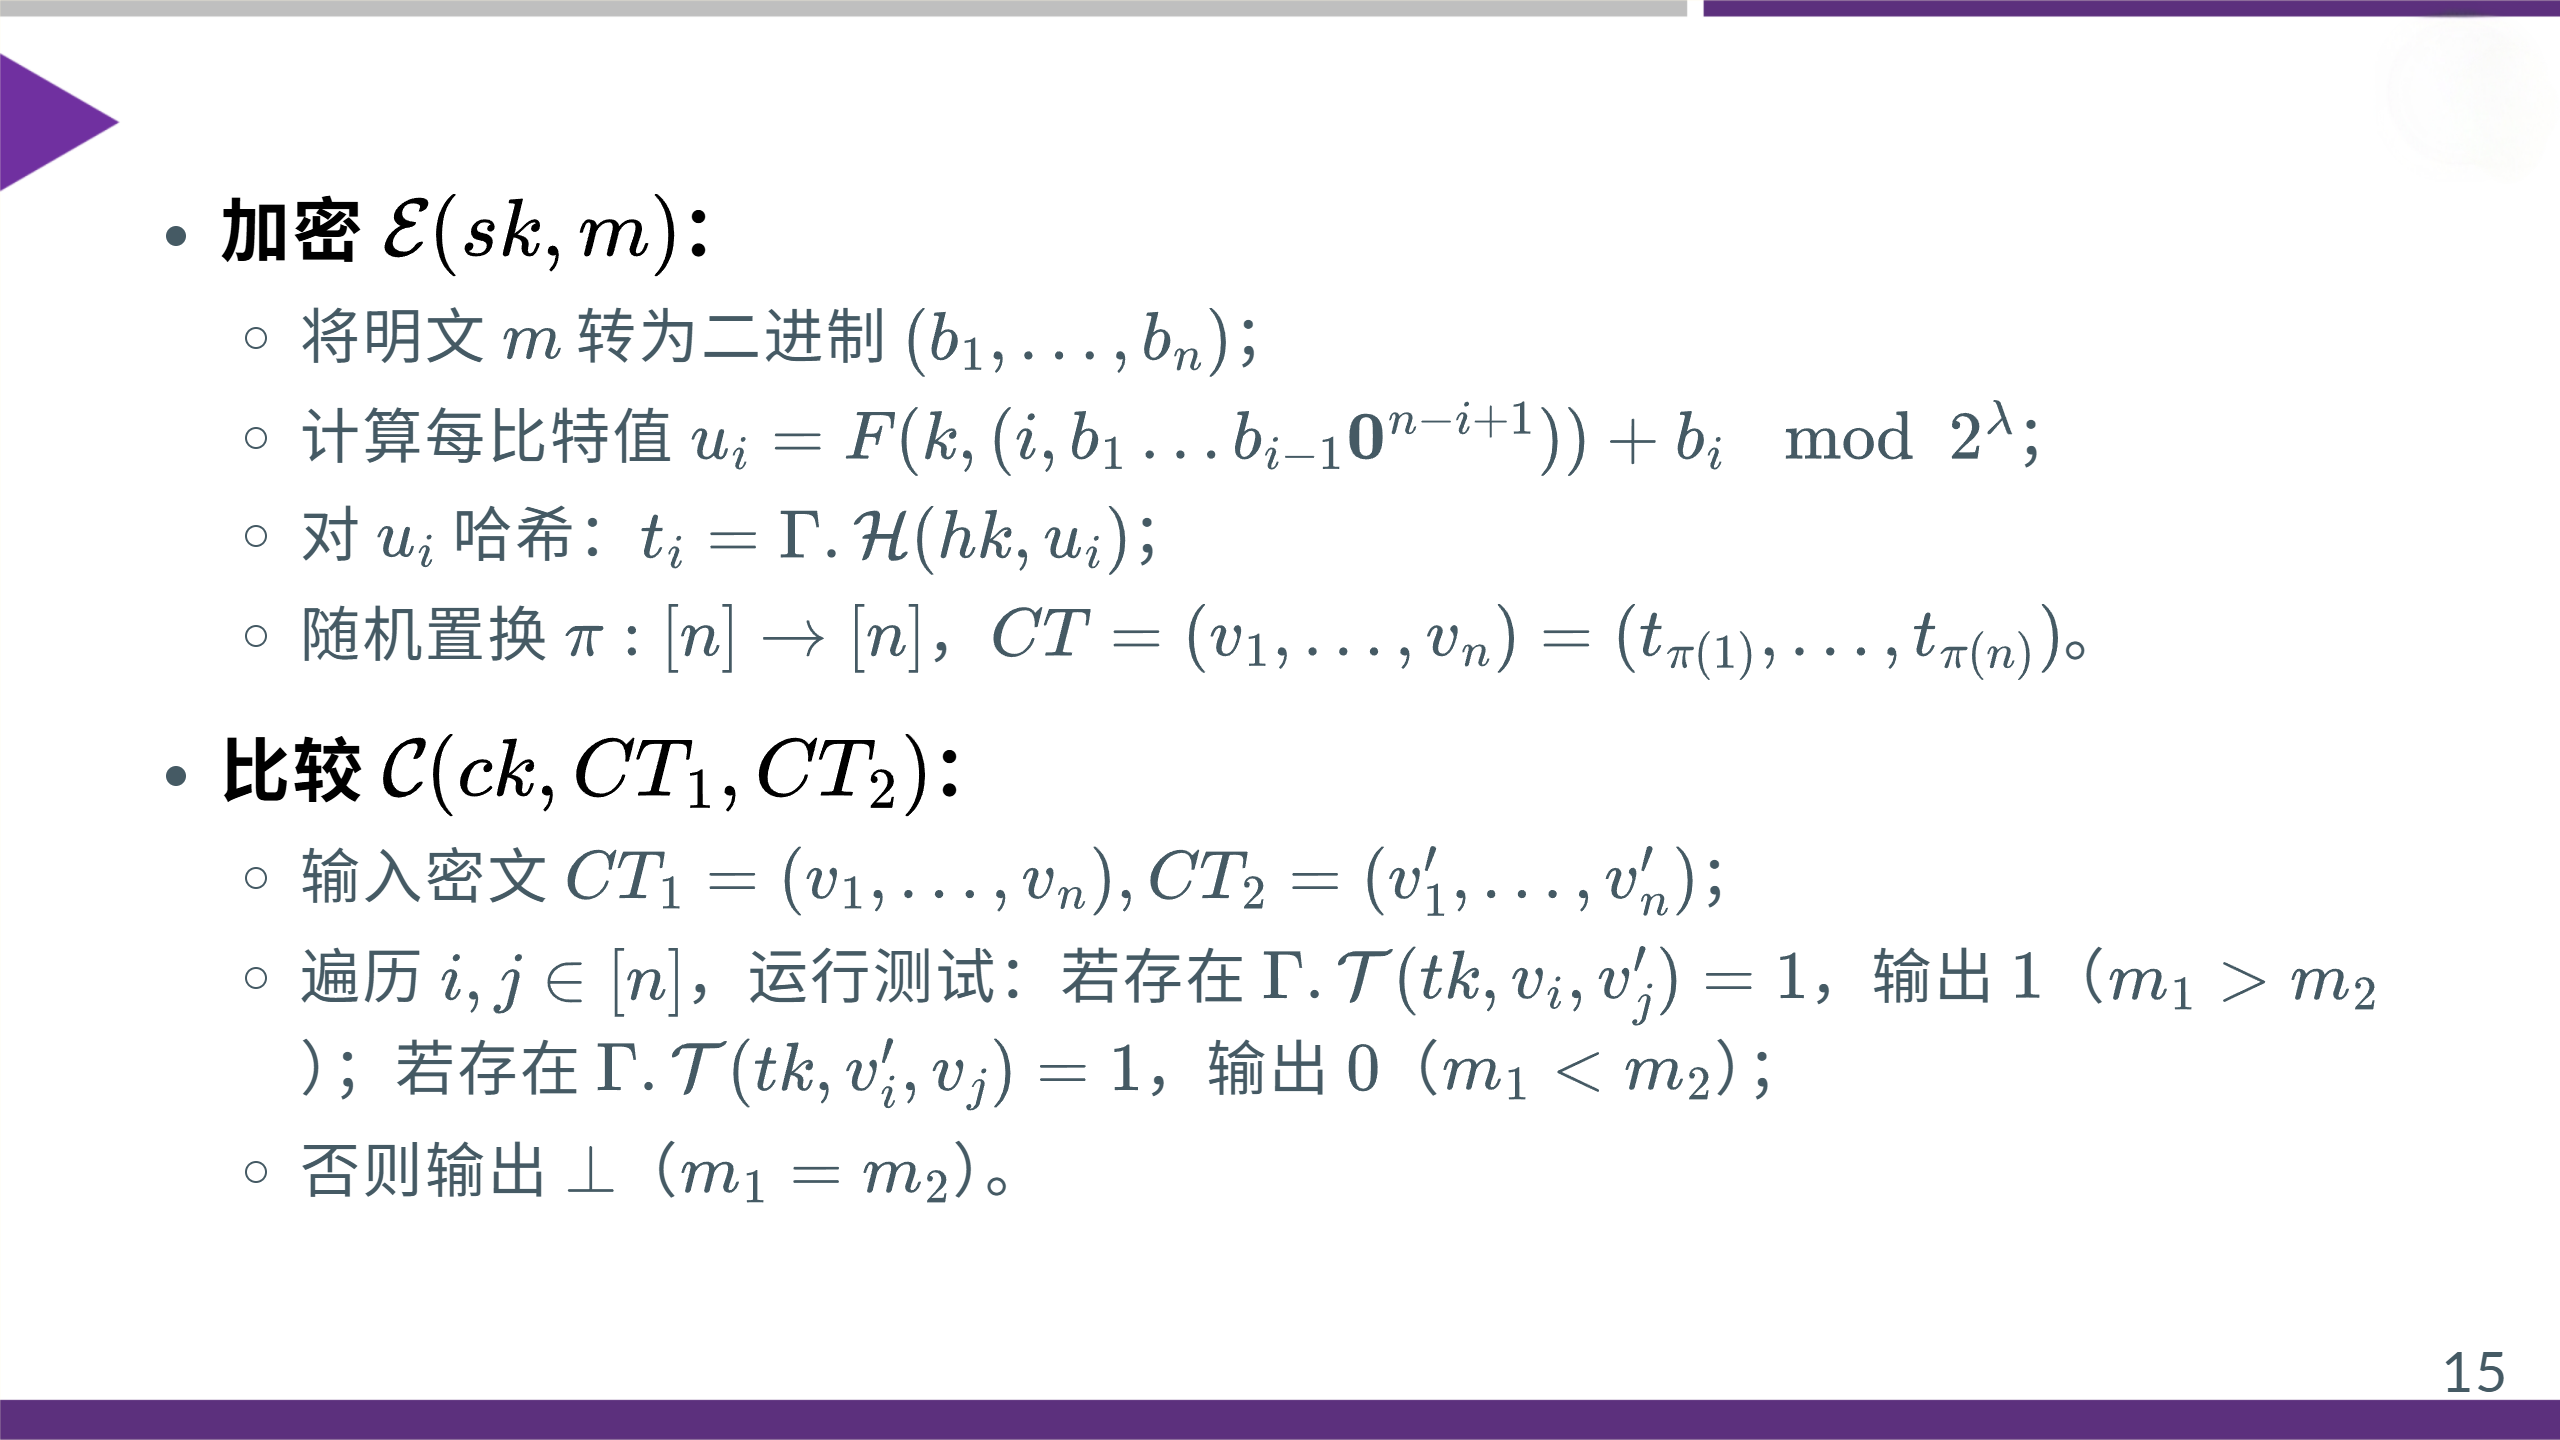 • 加密 ℰ(sk, m)：
○ 将明文 m 转为二进制 (b₁, . . . , bₙ)；
○ 计算每比特值 uᵢ = F(k, (i, b₁ . . . bᵢ₋₁𝟎ⁿ⁻ⁱ⁺¹)) + bᵢ mod 2^λ；
○ 对 uᵢ 哈希：tᵢ = Γ. ℋ(hk, uᵢ)；
○ 随机置换 π : [n] → [n]，CT = (v₁, . . . , vₙ) = (t_{π(1)}, . . . , t_{π(n)})。
• 比较 𝒞(ck, CT₁, CT₂)：
○ 输入密文 CT₁ = (v₁, . . . , vₙ), CT₂ = (v′₁, . . . , v′ₙ)；
○ 遍历 i, j ∈ [n]，运行测试：若存在 Γ. 𝒯(tk, vᵢ, v′ⱼ) = 1，输出 1（m₁ > m₂
）；若存在 Γ. 𝒯(tk, v′ᵢ, vⱼ) = 1，输出 0（m₁ < m₂）；
○ 否则输出 ⊥（m₁ = m₂）。
15